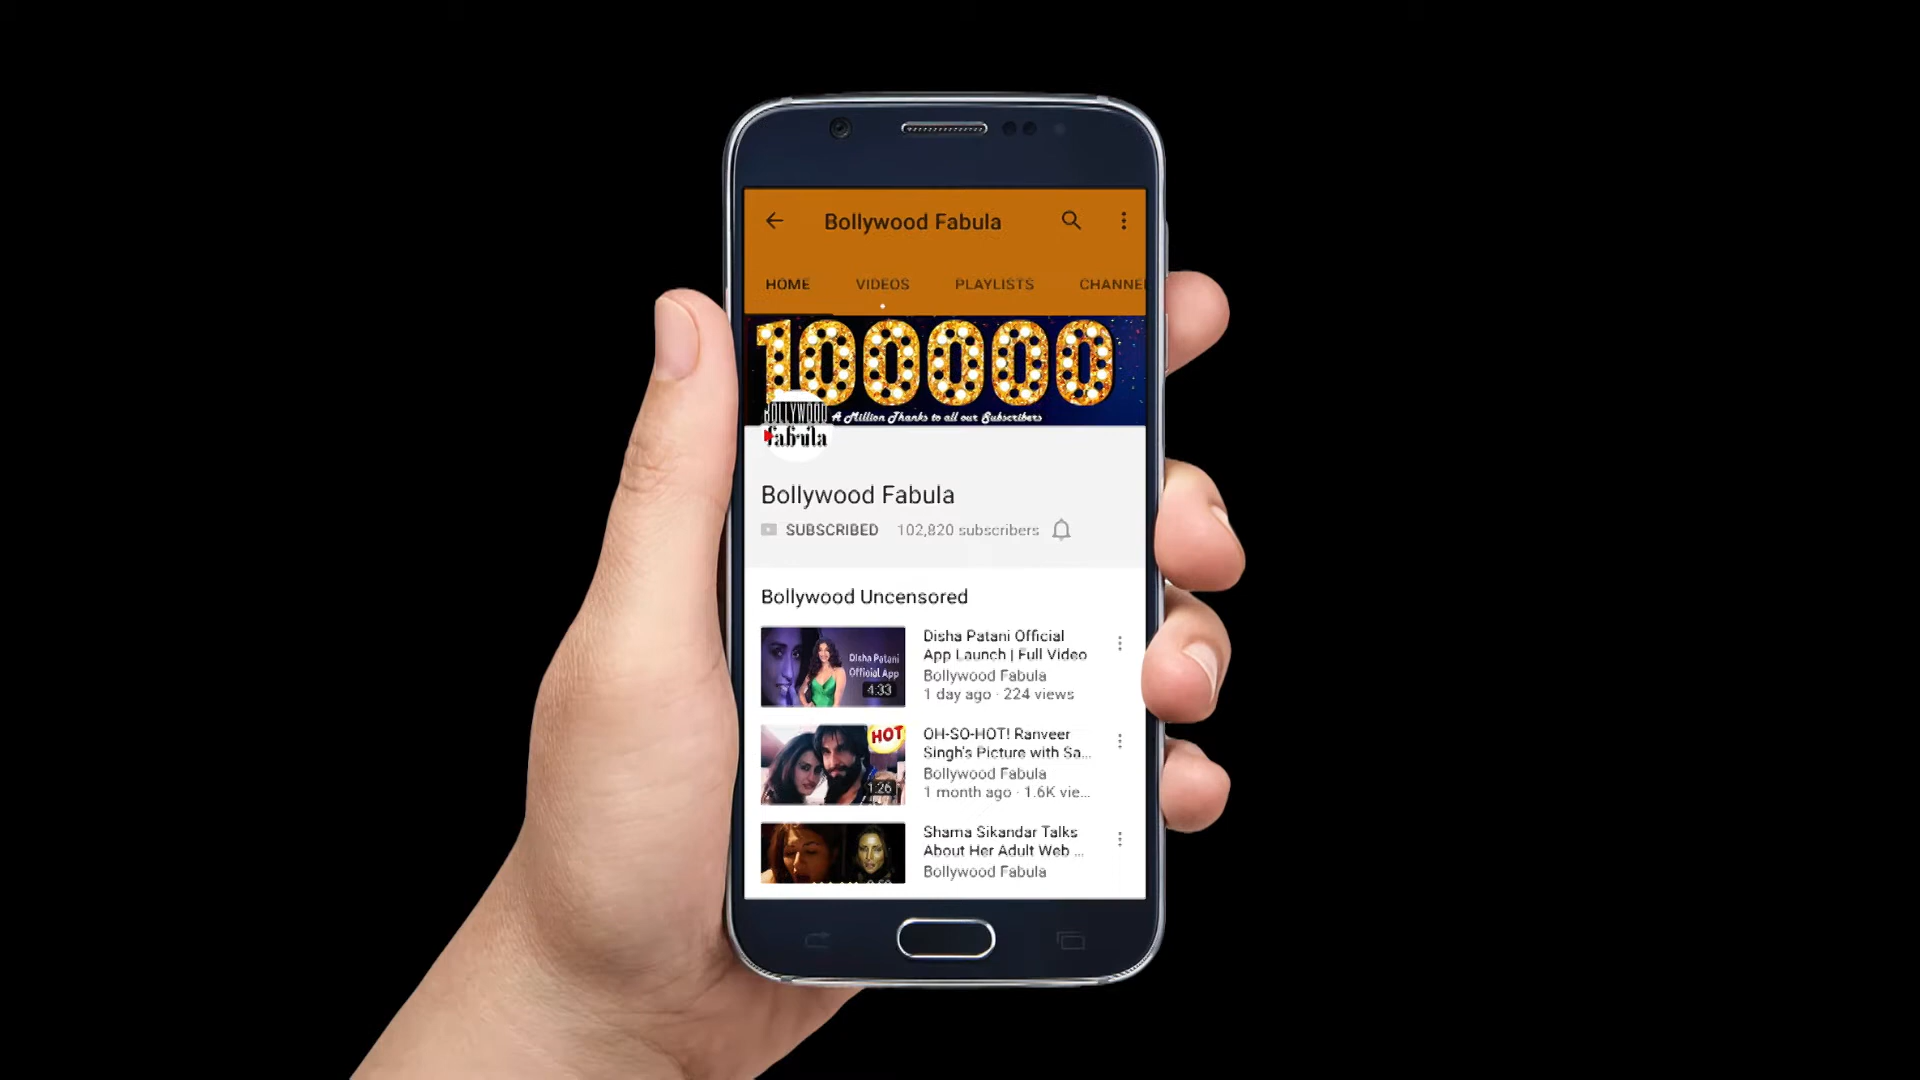 Bollywood Fabula
HOME VIDEOS PLAYLISTS CHANNEL
100000
A Million Thanks to all our Subscribers
BOLLYWOOD
fabula
Bollywood Fabula
SUBSCRIBED 102,820 subscribers
Bollywood Uncensored
Disha Patani Official
App Launch | Full Video
Bollywood Fabula
1 day ago · 224 views
Disha Patani
Official App
4:33
OH-SO-HOT! Ranveer
Singh's Picture with Sa...
Bollywood Fabula
1 month ago · 1.6K vie...
HOT
1:26
Shama Sikandar Talks
About Her Adult Web ...
Bollywood Fabula